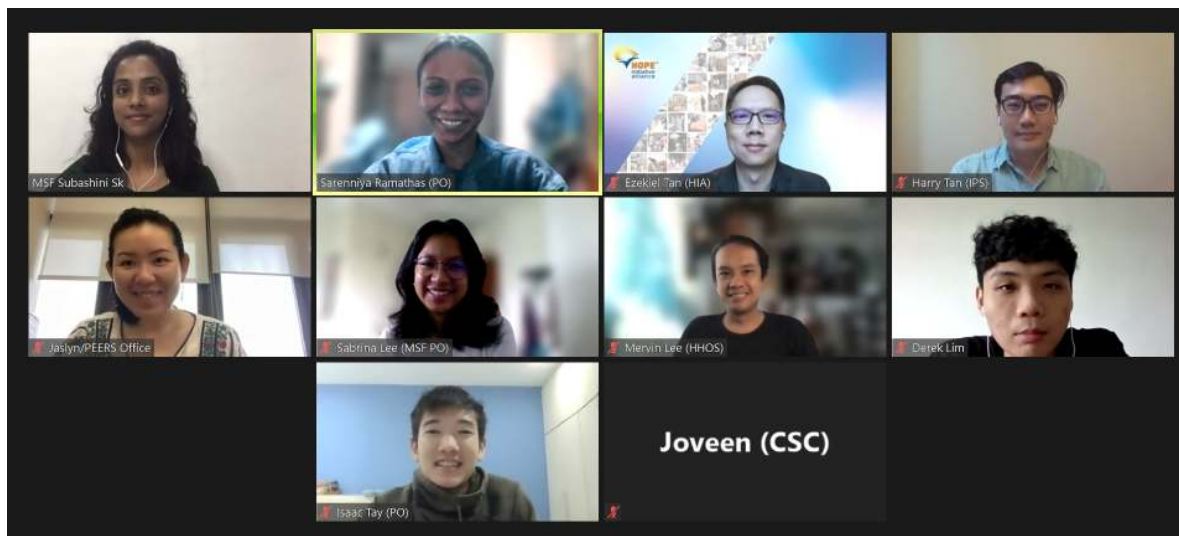 MSF Subashini Sk
Sarenniya Ramathas (PO)
HOPE
initiative
alliance
Ezekiel Tan (HIA)
Harry Tan (IPS)
Jaslyn/PEERS Office
Sabrina Lee (MSF PO)
Mervin Lee (HHOS)
Derek Lim
Isaac Tay (PO)
Joveen (CSC)